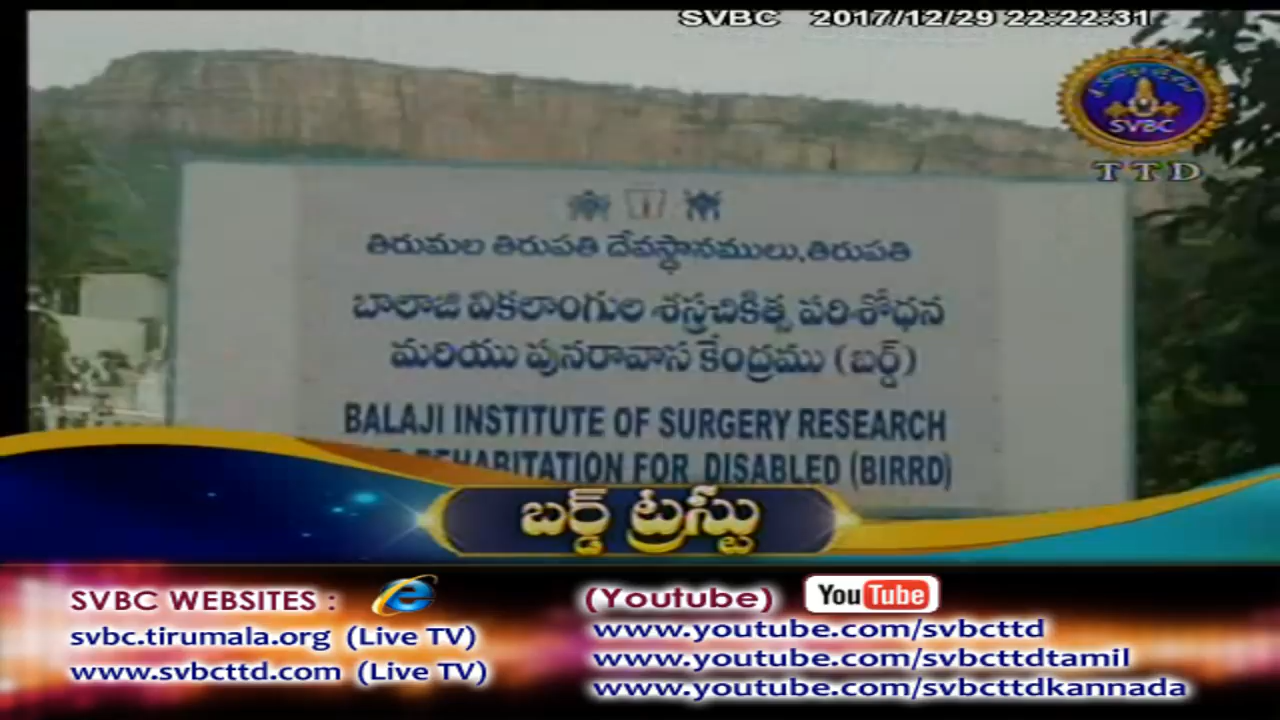 SVBC 2017/12/29 22:22:31
SVBC
TTD
తిరుమల తిరుపతి దేవస్థానములు,తిరుపతి
బాలాజి వికలాంగుల శస్త్రచికిత్స పరిశోధన
మరియు పునరావాస కేంద్రము (బర్డ్)
BALAJI INSTITUTE OF SURGERY RESEARCH
REHABITATION FOR DISABLED (BIRRD)
బర్డ్ ట్రస్టు
SVBC WEBSITES :
svbc.tirumala.org (Live TV)
www.svbcttd.com (Live TV)
(Youtube) YouTube
www.youtube.com/svbcttd
www.youtube.com/svbcttdtamil
www.youtube.com/svbcttdkannada